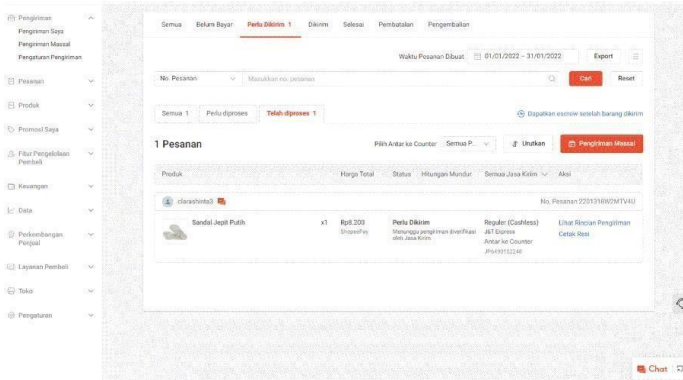 Pengiriman
Pengiriman Saya
Pengiriman Massal
Pengaturan Pengiriman
Pesanan
Produk
Promosi Saya
Fitur Pengelolaan Pembeli
Keuangan
Data
Perkembangan Penjual
Layanan Pembeli
Toko
Pengaturan
Semua Belum Bayar Perlu Dikirim 1 Dikirim Selesai Pembatalan Pengembalian
Waktu Pesanan Dibuat 01/01/2022 – 31/01/2022 Export
No. Pesanan Masukkan no. pesanan Cari Reset
Semua 1 Perlu diproses Telah diproses 1 Dapatkan escrow setelah barang dikirim
1 Pesanan Pilih Antar ke Counter Semua P... Urutkan Pengiriman Massal
Produk Harga Total Status Hitungan Mundur Semua Jasa Kirim Aksi
clarashinta3 No. Pesanan 2201316W2MTV4U
Sandal Jepit Putih x1 Rp8.200 Perlu Dikirim Reguler (Cashless) Lihat Rincian Pengiriman
ShopeePay Menunggu pengiriman diverifikasi J&T Express Cetak Resi
oleh Jasa Kirim Antar ke Counter
Chat